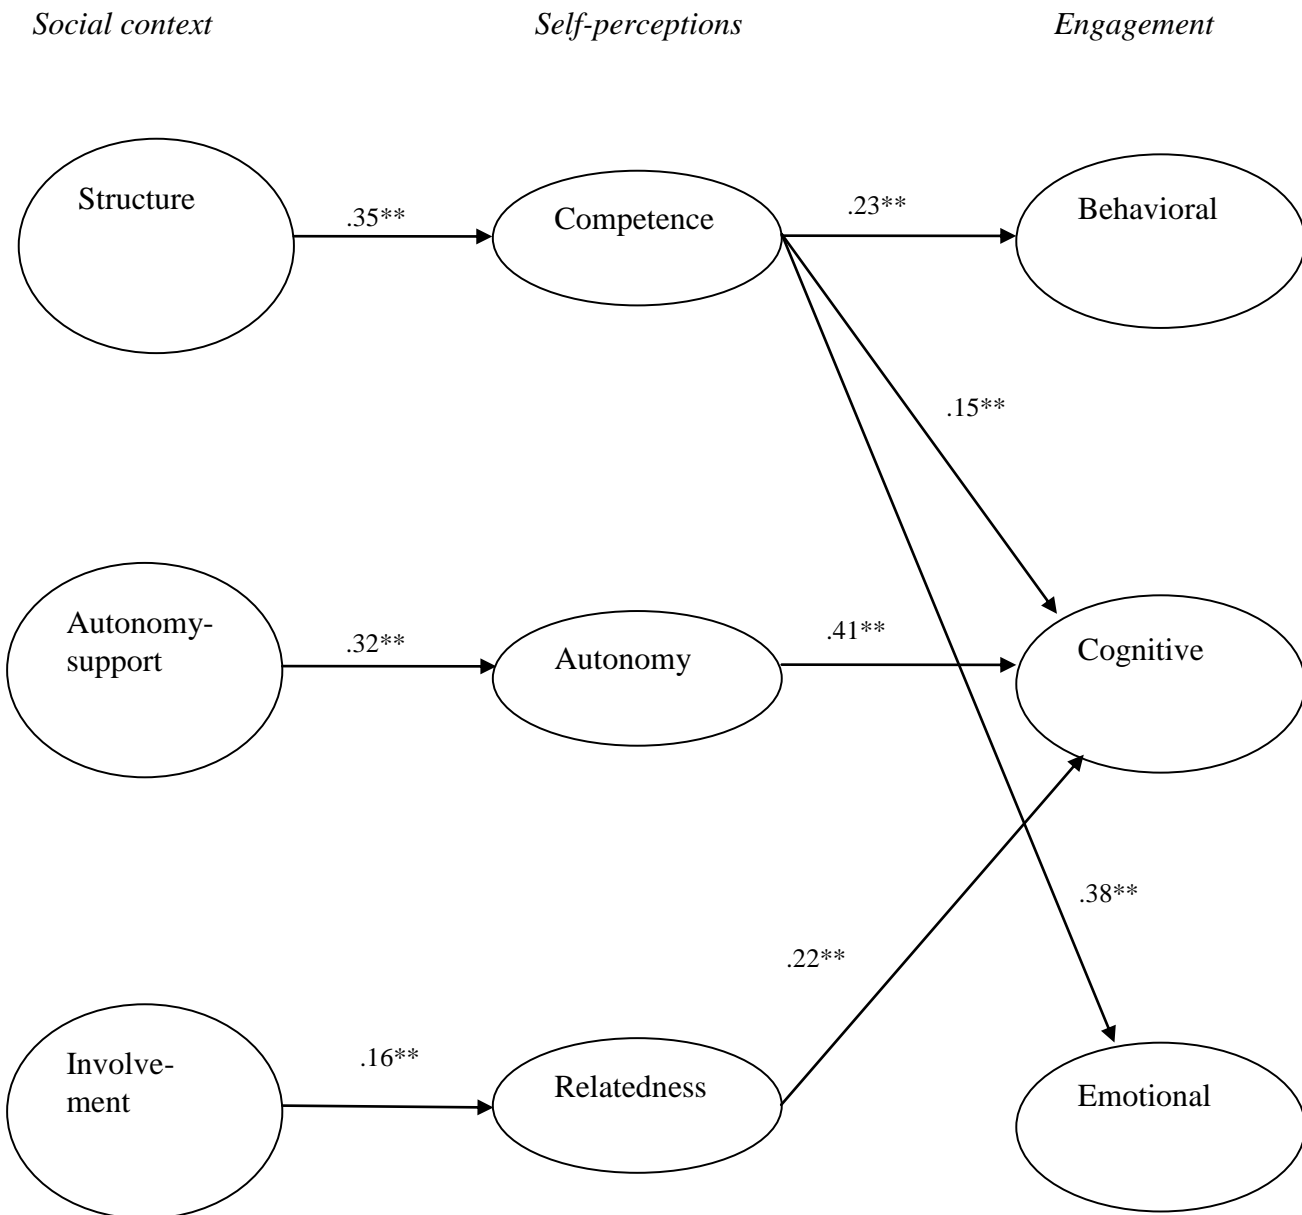 Social context
Self-perceptions
Engagement
Structure
.35**
Competence
.23**
Behavioral
.15**
Autonomy-
support
.32**
Autonomy
.41**
Cognitive
.38**
.22**
Involve-
ment
.16**
Relatedness
Emotional